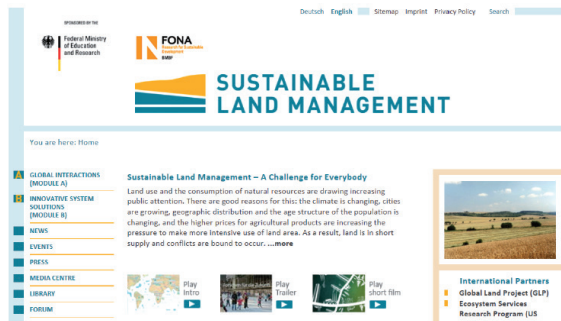 Deutsch English Sitemap Imprint Privacy Policy Search
SPONSORED BY THE
Federal Ministry
of Education
and Research
FONA
Research for Sustainable
Development
BMBF
SUSTAINABLE
LAND MANAGEMENT
You are here: Home
A GLOBAL INTERACTIONS
(MODULE A)
B INNOVATIVE SYSTEM
SOLUTIONS
(MODULE B)
NEWS
EVENTS
PRESS
MEDIA CENTRE
LIBRARY
FORUM
Sustainable Land Management – A Challenge for Everybody
Land use and the consumption of natural resources are drawing increasing
public attention. There are good reasons for this: the climate is changing, cities
are growing, geographic distribution and the age structure of the population is
changing, and the higher prices for agricultural products are increasing the
pressure to make more intensive use of land area. As a result, land is in short
supply and conflicts are bound to occur. ...more
Play
Intro
Play
Trailer
Play
short film
International Partners
Global Land Project (GLP)
Ecosystem Services
Research Program (US